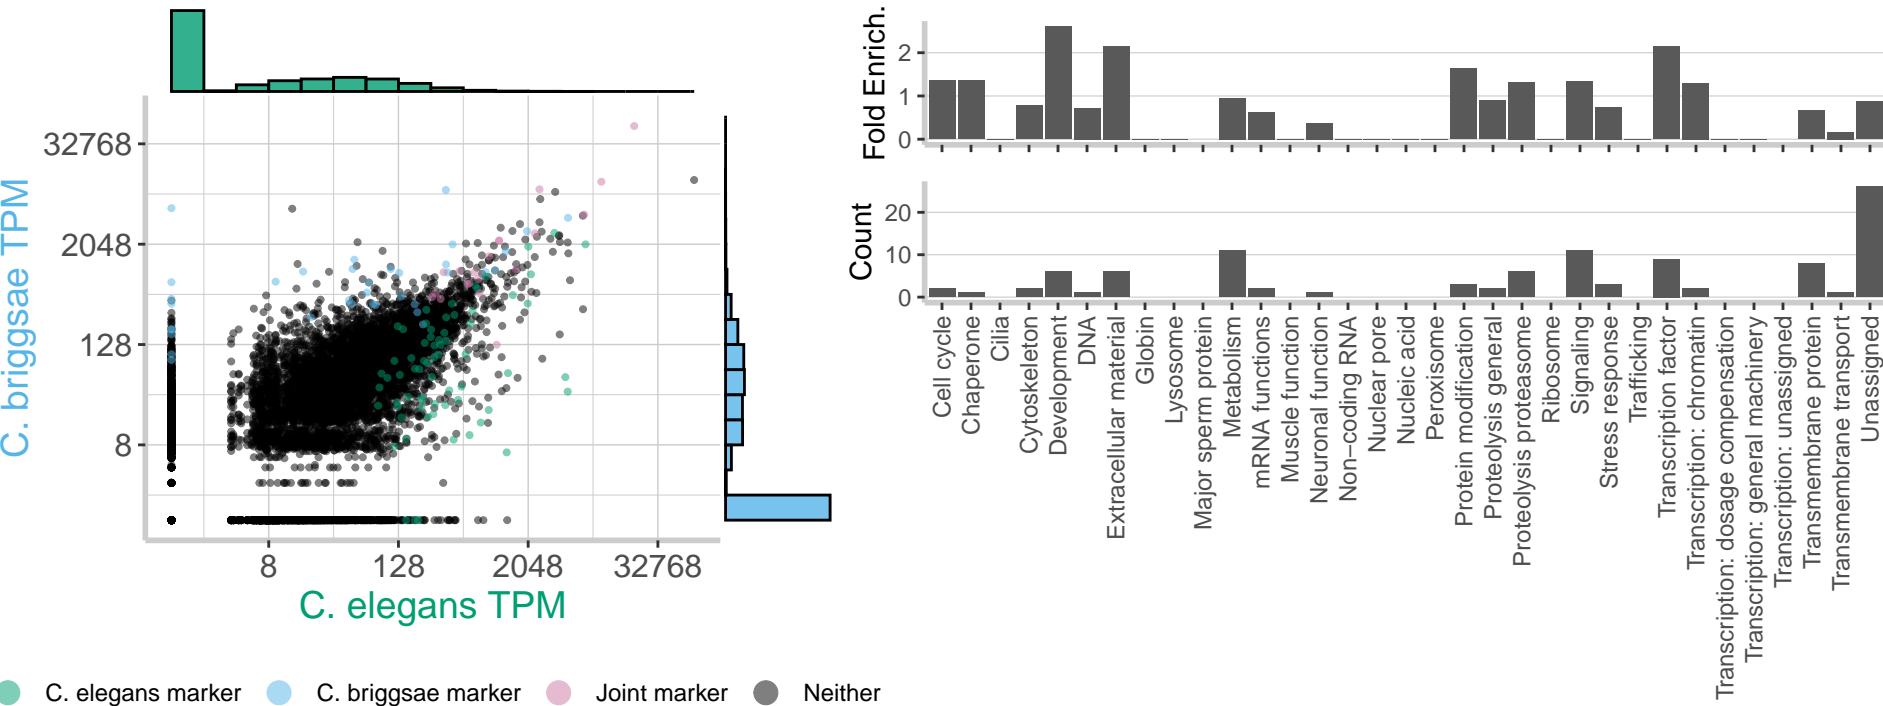 C. briggsae TPM
32768
2048
128
8
8 128 2048 32768
C. elegans TPM
C. elegans marker C. briggsae marker Joint marker Neither
Fold Enrich.
2
1
0
Count
20
10
0
Cell cycle
Chaperone
Cilia
Cytoskeleton
Development
DNA
Extracellular material
Globin
Lysosome
Major sperm protein
Metabolism
mRNA functions
Muscle function
Neuronal function
Non−coding RNA
Nuclear pore
Nucleic acid
Peroxisome
Protein modification
Proteolysis general
Proteolysis proteasome
Ribosome
Signaling
Stress response
Trafficking
Transcription factor
Transcription: chromatin
Transcription: dosage compensation
Transcription: general machinery
Transcription: unassigned
Transmembrane protein
Transmembrane transport
Unassigned